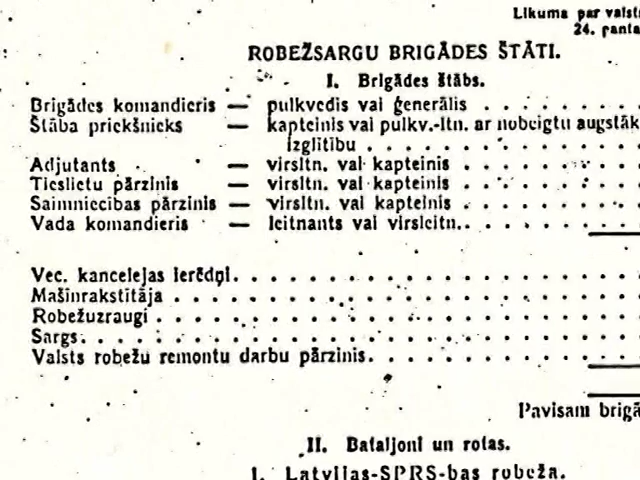 Likuma par valst
24. panta
ROBEŽSARGU BRIGĀDES ŠTĀTI.
I. Brigādes štābs.
Brigādes komandieris — pulkvedis vai ģenerālis . . . . . . . .
Štāba priekšnieks — kapteinis vai pulkv.-ltn. ar nobeigtu augstāk
izglītību . . . . . . . . . . . . .
Adjutants — virsltn. vai kapteinis . . . . . . . . .
Tieslietu pārzinis — virsltn. vai kapteinis . . . . . . . . .
Saimniecības pārzinis — virsltn. vai kapteinis . . . . . . . . .
Vada komandieris — leitnants vai virsleitn. . . . . . . . .
Vec. kancelejas ierēdņi. . . . . . . . . . . . . . . . . . . .
Mašinrakstītāja . . . . . . . . . . . . . . . . . . . . . . .
Robežuzraugi . . . . . . . . . . . . . . . . . . . . . . . .
Sargs. . . . . . . . . . . . . . . . . . . . . . . . . . . .
Valsts robežu remontu darbu pārzinis. . . . . . . . . . . . .
Pavisam brigā
II. Bataljoni un rotas.
1. Latvijas-SPRS-bas robeža.